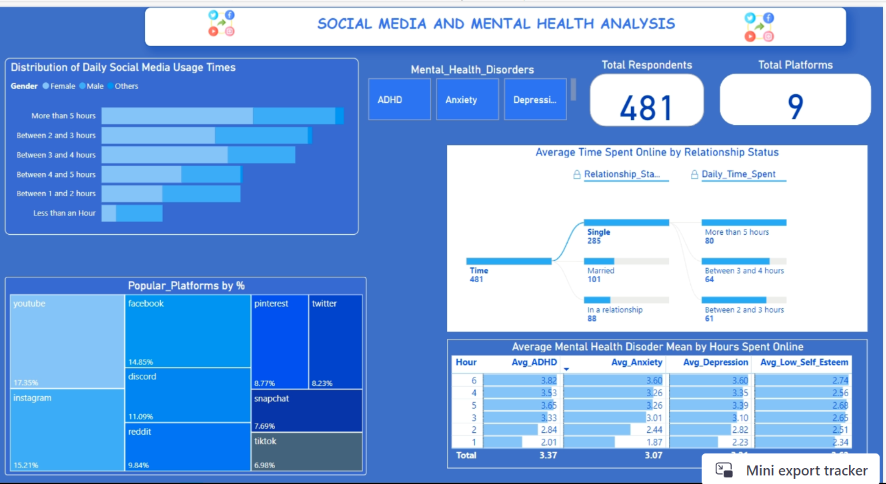 SOCIAL MEDIA AND MENTAL HEALTH ANALYSIS
Distribution of Daily Social Media Usage Times
Gender Female Male Others
More than 5 hours
Between 2 and 3 hours
Between 3 and 4 hours
Between 4 and 5 hours
Between 1 and 2 hours
Less than an Hour
Mental_Health_Disorders
ADHD
Anxiety
Depressi...
Total Respondents
481
Total Platforms
9
Average Time Spent Online by Relationship Status
Relationship_Sta... Daily_Time_Spent
Time
481
Single
285
Married
101
In a relationship
88
More than 5 hours
80
Between 3 and 4 hours
64
Between 2 and 3 hours
61
Popular_Platforms by %
youtube
17.35%
instagram
15.21%
facebook
14.85%
discord
11.09%
reddit
9.84%
pinterest
8.77%
twitter
8.23%
snapchat
7.69%
tiktok
6.98%
Average Mental Health Disoder Mean by Hours Spent Online
Hour Avg_ADHD Avg_Anxiety Avg_Depression Avg_Low_Self_Esteem
6 3.82 3.60 3.60 2.74
4 3.53 3.26 3.35 2.56
5 3.65 3.26 3.39 2.68
3 3.33 3.01 3.10 2.65
2 2.84 2.44 2.82 2.51
1 2.01 1.87 2.23 2.34
Total 3.37 3.07
Mini export tracker